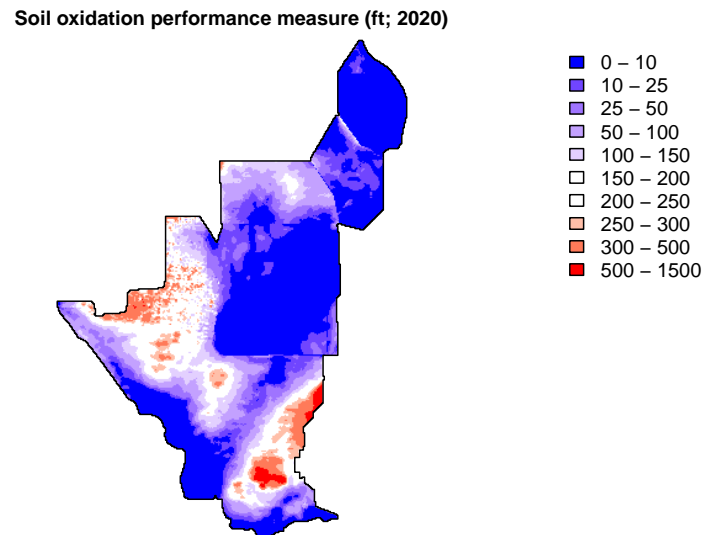 Soil oxidation performance measure (ft; 2020)
0 – 10
10 – 25
25 – 50
50 – 100
100 – 150
150 – 200
200 – 250
250 – 300
300 – 500
500 – 1500